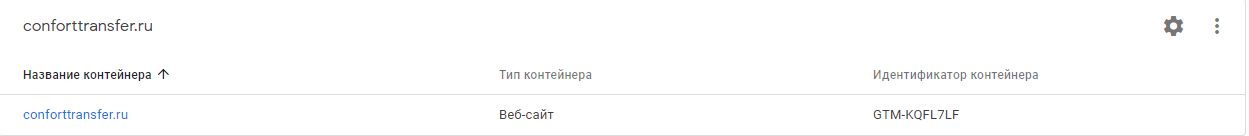 conforttransfer.ru
Название контейнера Тип контейнера Идентификатор контейнера
conforttransfer.ru Веб-сайт GTM-KQFL7LF